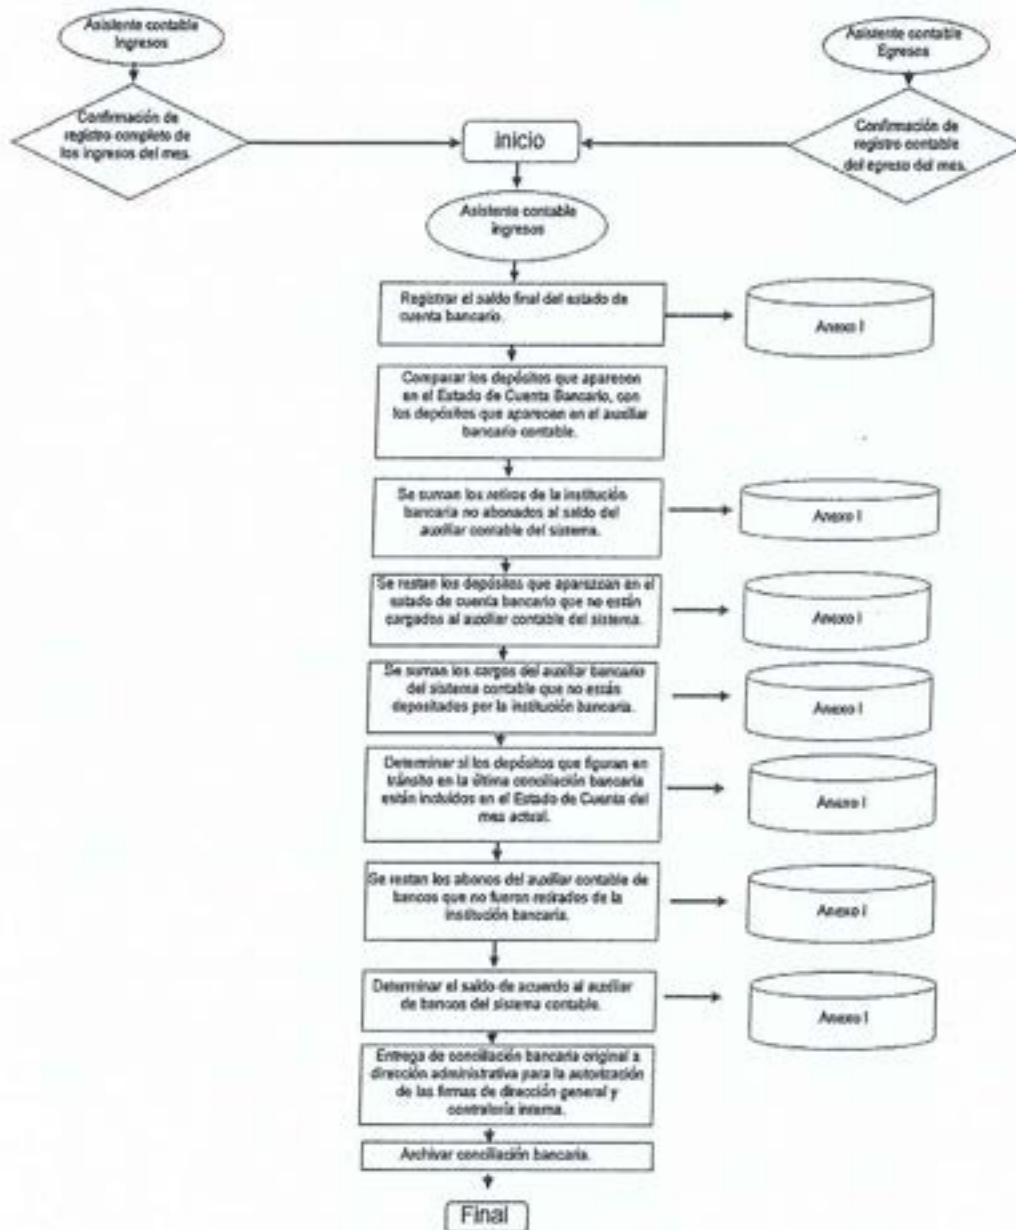 Asistente contable
Ingresos
Asistente contable
Egresos
Confirmación de
registro completo de
los ingresos del mes.
inicio
Confirmación de
registro contable
del egreso del mes.
Asistente contable
ingresos
Registrar el saldo final del estado de
cuenta bancario.
Anexo I
Comparar los depósitos que aparecen
en el Estado de Cuenta Bancario, con
los depósitos que aparecen en el auxiliar
bancario contable.
Se suman los retiros de la institución
bancaria no abonados al saldo del
auxiliar contable del sistema.
Anexo I
Se restan los depósitos que aparezcan en el
estado de cuenta bancario que no están
cargados al auxiliar contable del sistema.
Anexo I
Se suman los cargos del auxiliar bancario
del sistema contable que no están
depositados por la institución bancaria.
Anexo I
Determinar si los depósitos que figuran en
tránsito en la última conciliación bancaria
están incluidos en el Estado de Cuenta del
mes actual.
Anexo I
Se restan los abonos del auxiliar contable de
bancos que no fueron retirados de la
institución bancaria.
Anexo I
Determinar el saldo de acuerdo al auxiliar
de bancos del sistema contable.
Anexo I
Entrega de conciliación bancaria original a
dirección administrativa para la autorización
de las firmas de dirección general y
contraloría interna.
Archivar conciliación bancaria.
Final